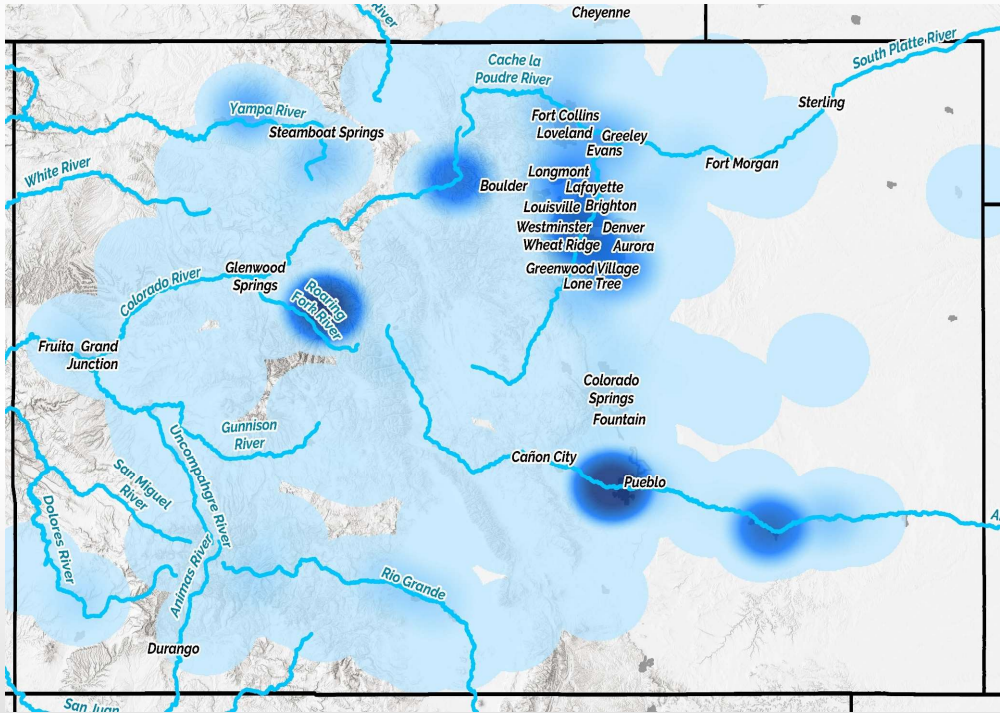 Cheyenne
River
Cache la
Poudre River
South Platte River
Sterling
Yampa River
Steamboat Springs
Fort Collins
Loveland
Greeley
Evans
Fort Morgan
White River
Longmont
Boulder
Lafayette
Louisville
Brighton
Westminster
Denver
Wheat Ridge
Aurora
Greenwood Village
Lone Tree
Glenwood
Springs
Colorado River
Roaring
Fork River
Fruita
Grand
Junction
Colorado
Springs
Fountain
Gunnison
River
Uncompahgre River
Cañon City
Pueblo
San Miguel
River
Dolores River
Animas River
Rio Grande
Durango
San Juan